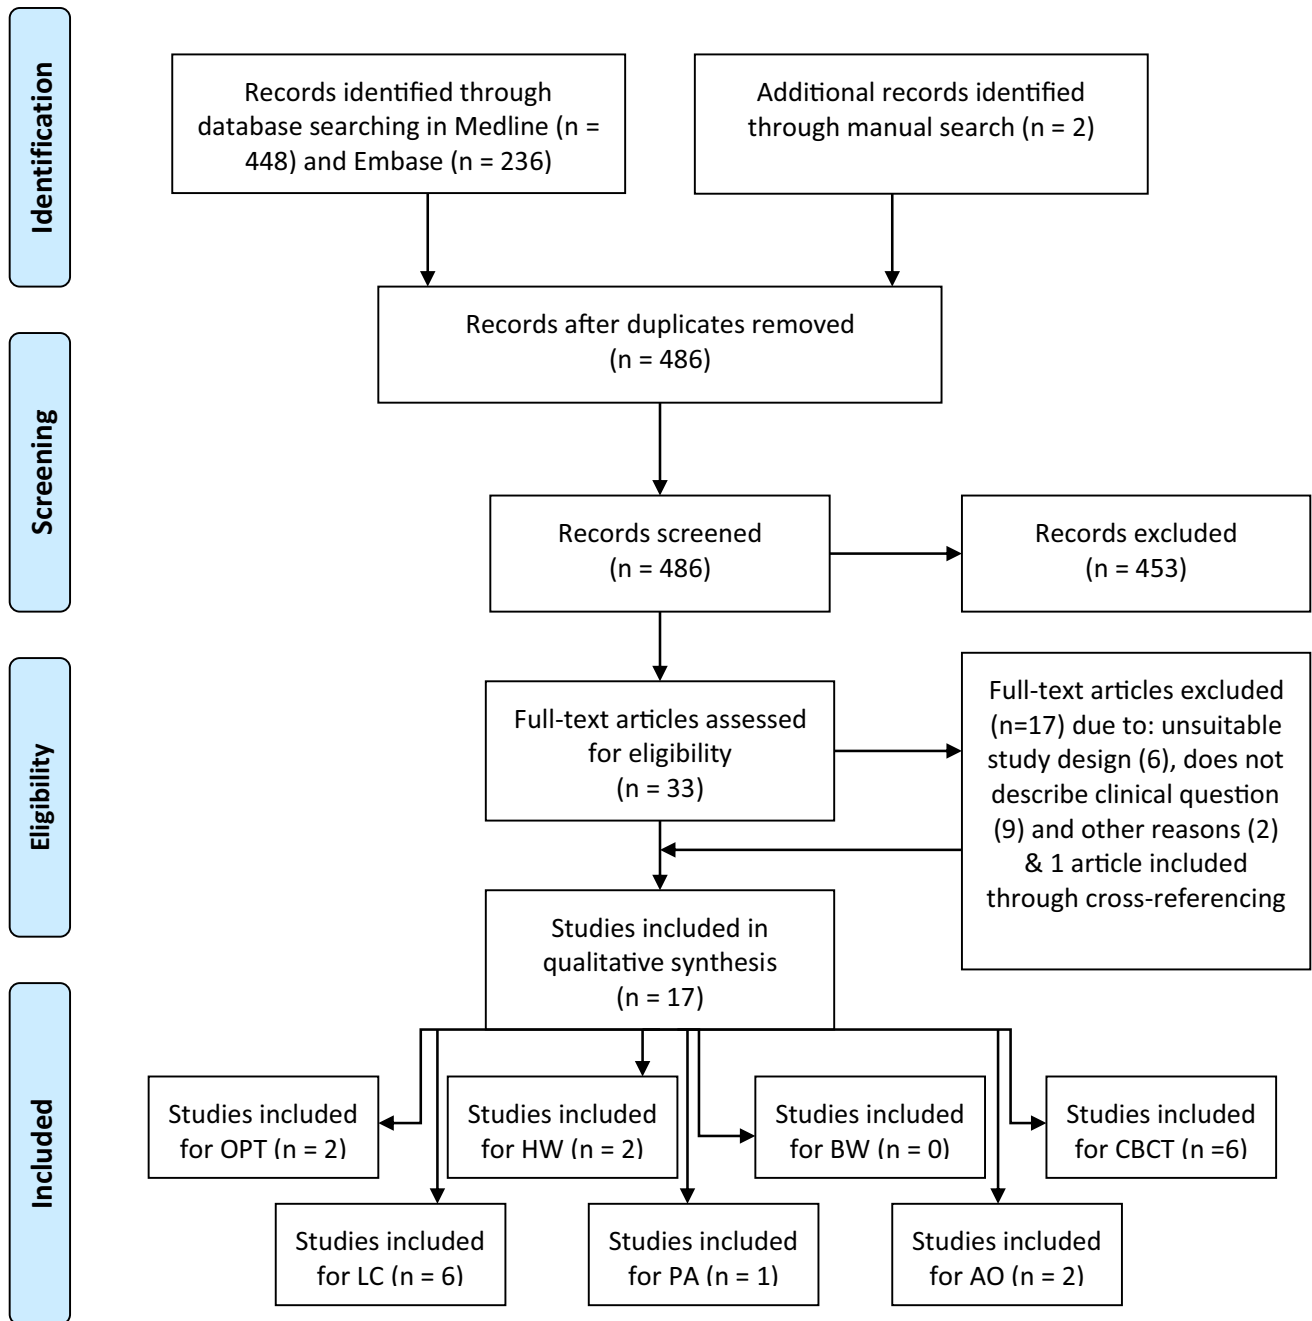 Identification
Records identified through
database searching in Medline (n =
448) and Embase (n = 236)
Additional records identified
through manual search (n = 2)
Records after duplicates removed
(n = 486)
Screening
Records screened
(n = 486)
Records excluded
(n = 453)
Eligibility
Full-text articles assessed
for eligibility
(n = 33)
Full-text articles excluded
(n=17) due to: unsuitable
study design (6), does not
describe clinical question
(9) and other reasons (2)
& 1 article included
through cross-referencing
Studies included in
qualitative synthesis
(n = 17)
Included
Studies included
for OPT (n = 2)
Studies included
for HW (n = 2)
Studies included
for BW (n = 0)
Studies included
for CBCT (n =6)
Studies included
for LC (n = 6)
Studies included
for PA (n = 1)
Studies included
for AO (n = 2)